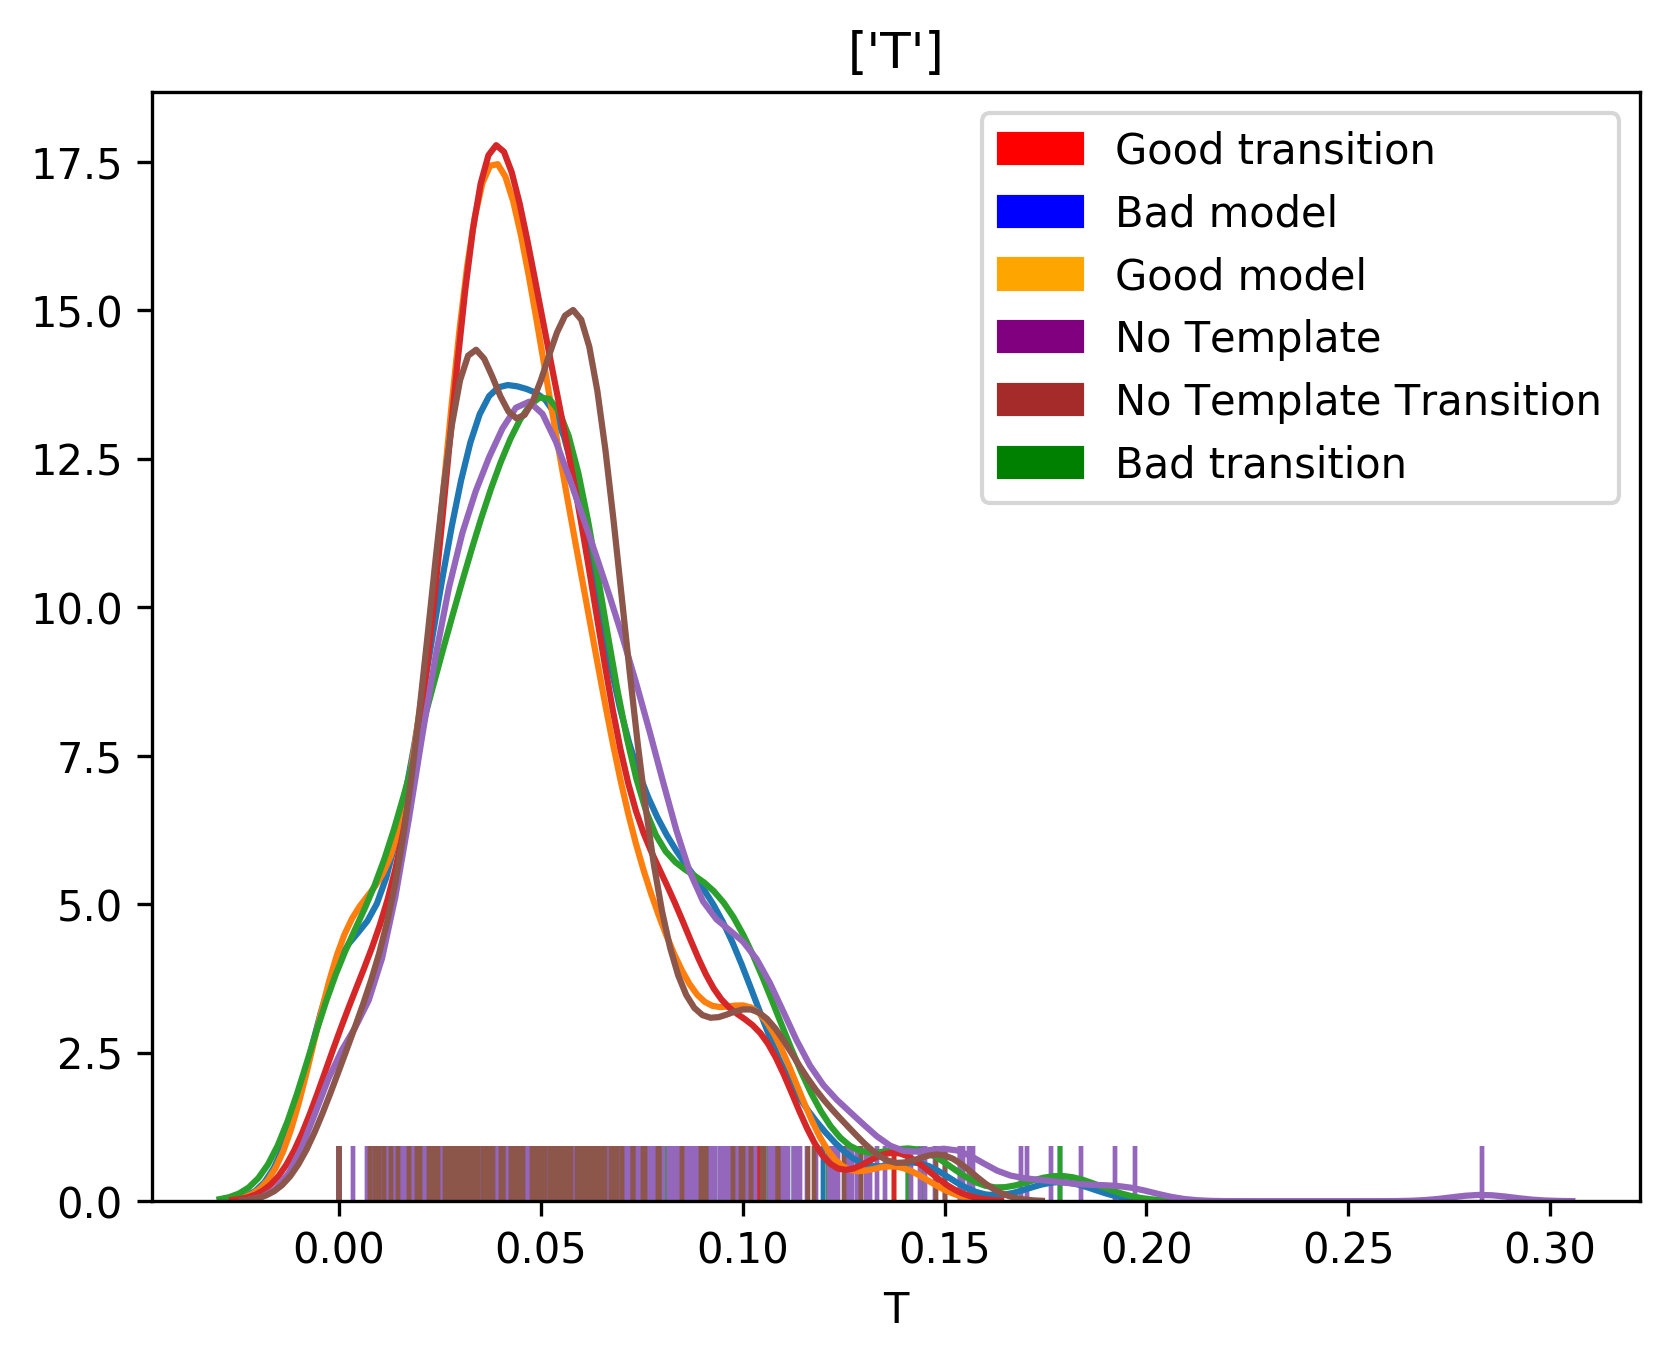 ['T']
17.5
15.0
12.5
10.0
7.5
5.0
2.5
0.0
Good transition
Bad model
Good model
No Template
No Template Transition
Bad transition
0.00 0.05 0.10 0.15 0.20 0.25 0.30
T